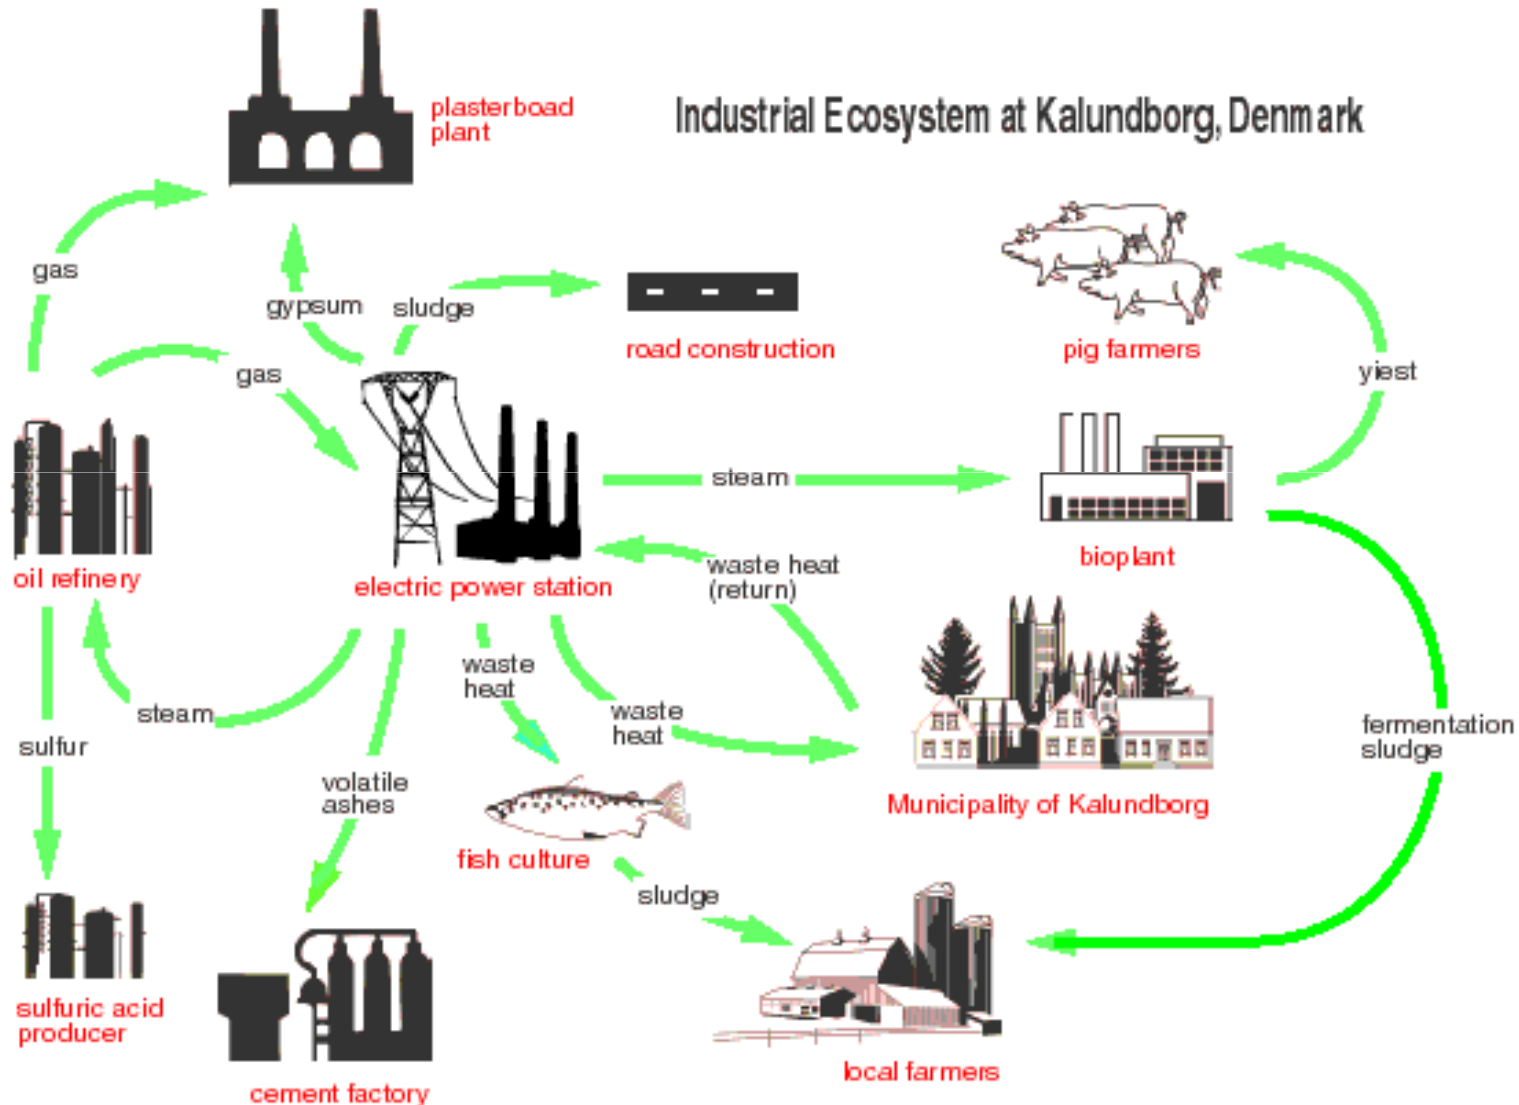 plasterboad
plant
Industrial Ecosystem at Kalundborg, Denmark
gas
gypsum
sludge
road construction
pig farmers
gas
yiest
steam
oil refinery
electric power station
waste heat
(return)
bioplant
waste
heat
steam
waste
heat
sulfur
fermentation
sludge
volatile
ashes
Municipality of Kalundborg
fish culture
sludge
sulfuric acid
producer
local farmers
cement factory